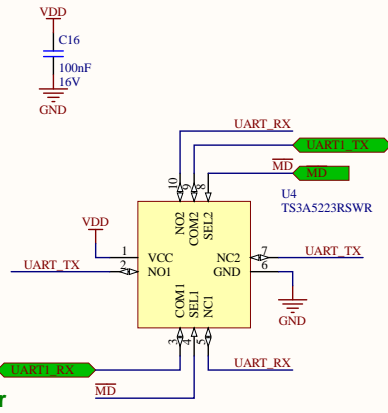 VDD
C16
100nF
16V
GND
UART_RX
UART1_TX
MD
MD
U4
TS3A5223RSWR
10
9
8
NO2
COM2
SEL2
VDD
1
VCC
NC2
7
UART_TX
UART_TX
2
NO1
GND
6
COM1
SEL1
NC1
GND
3
4
5
UART1_RX
UART_RX
MD
r